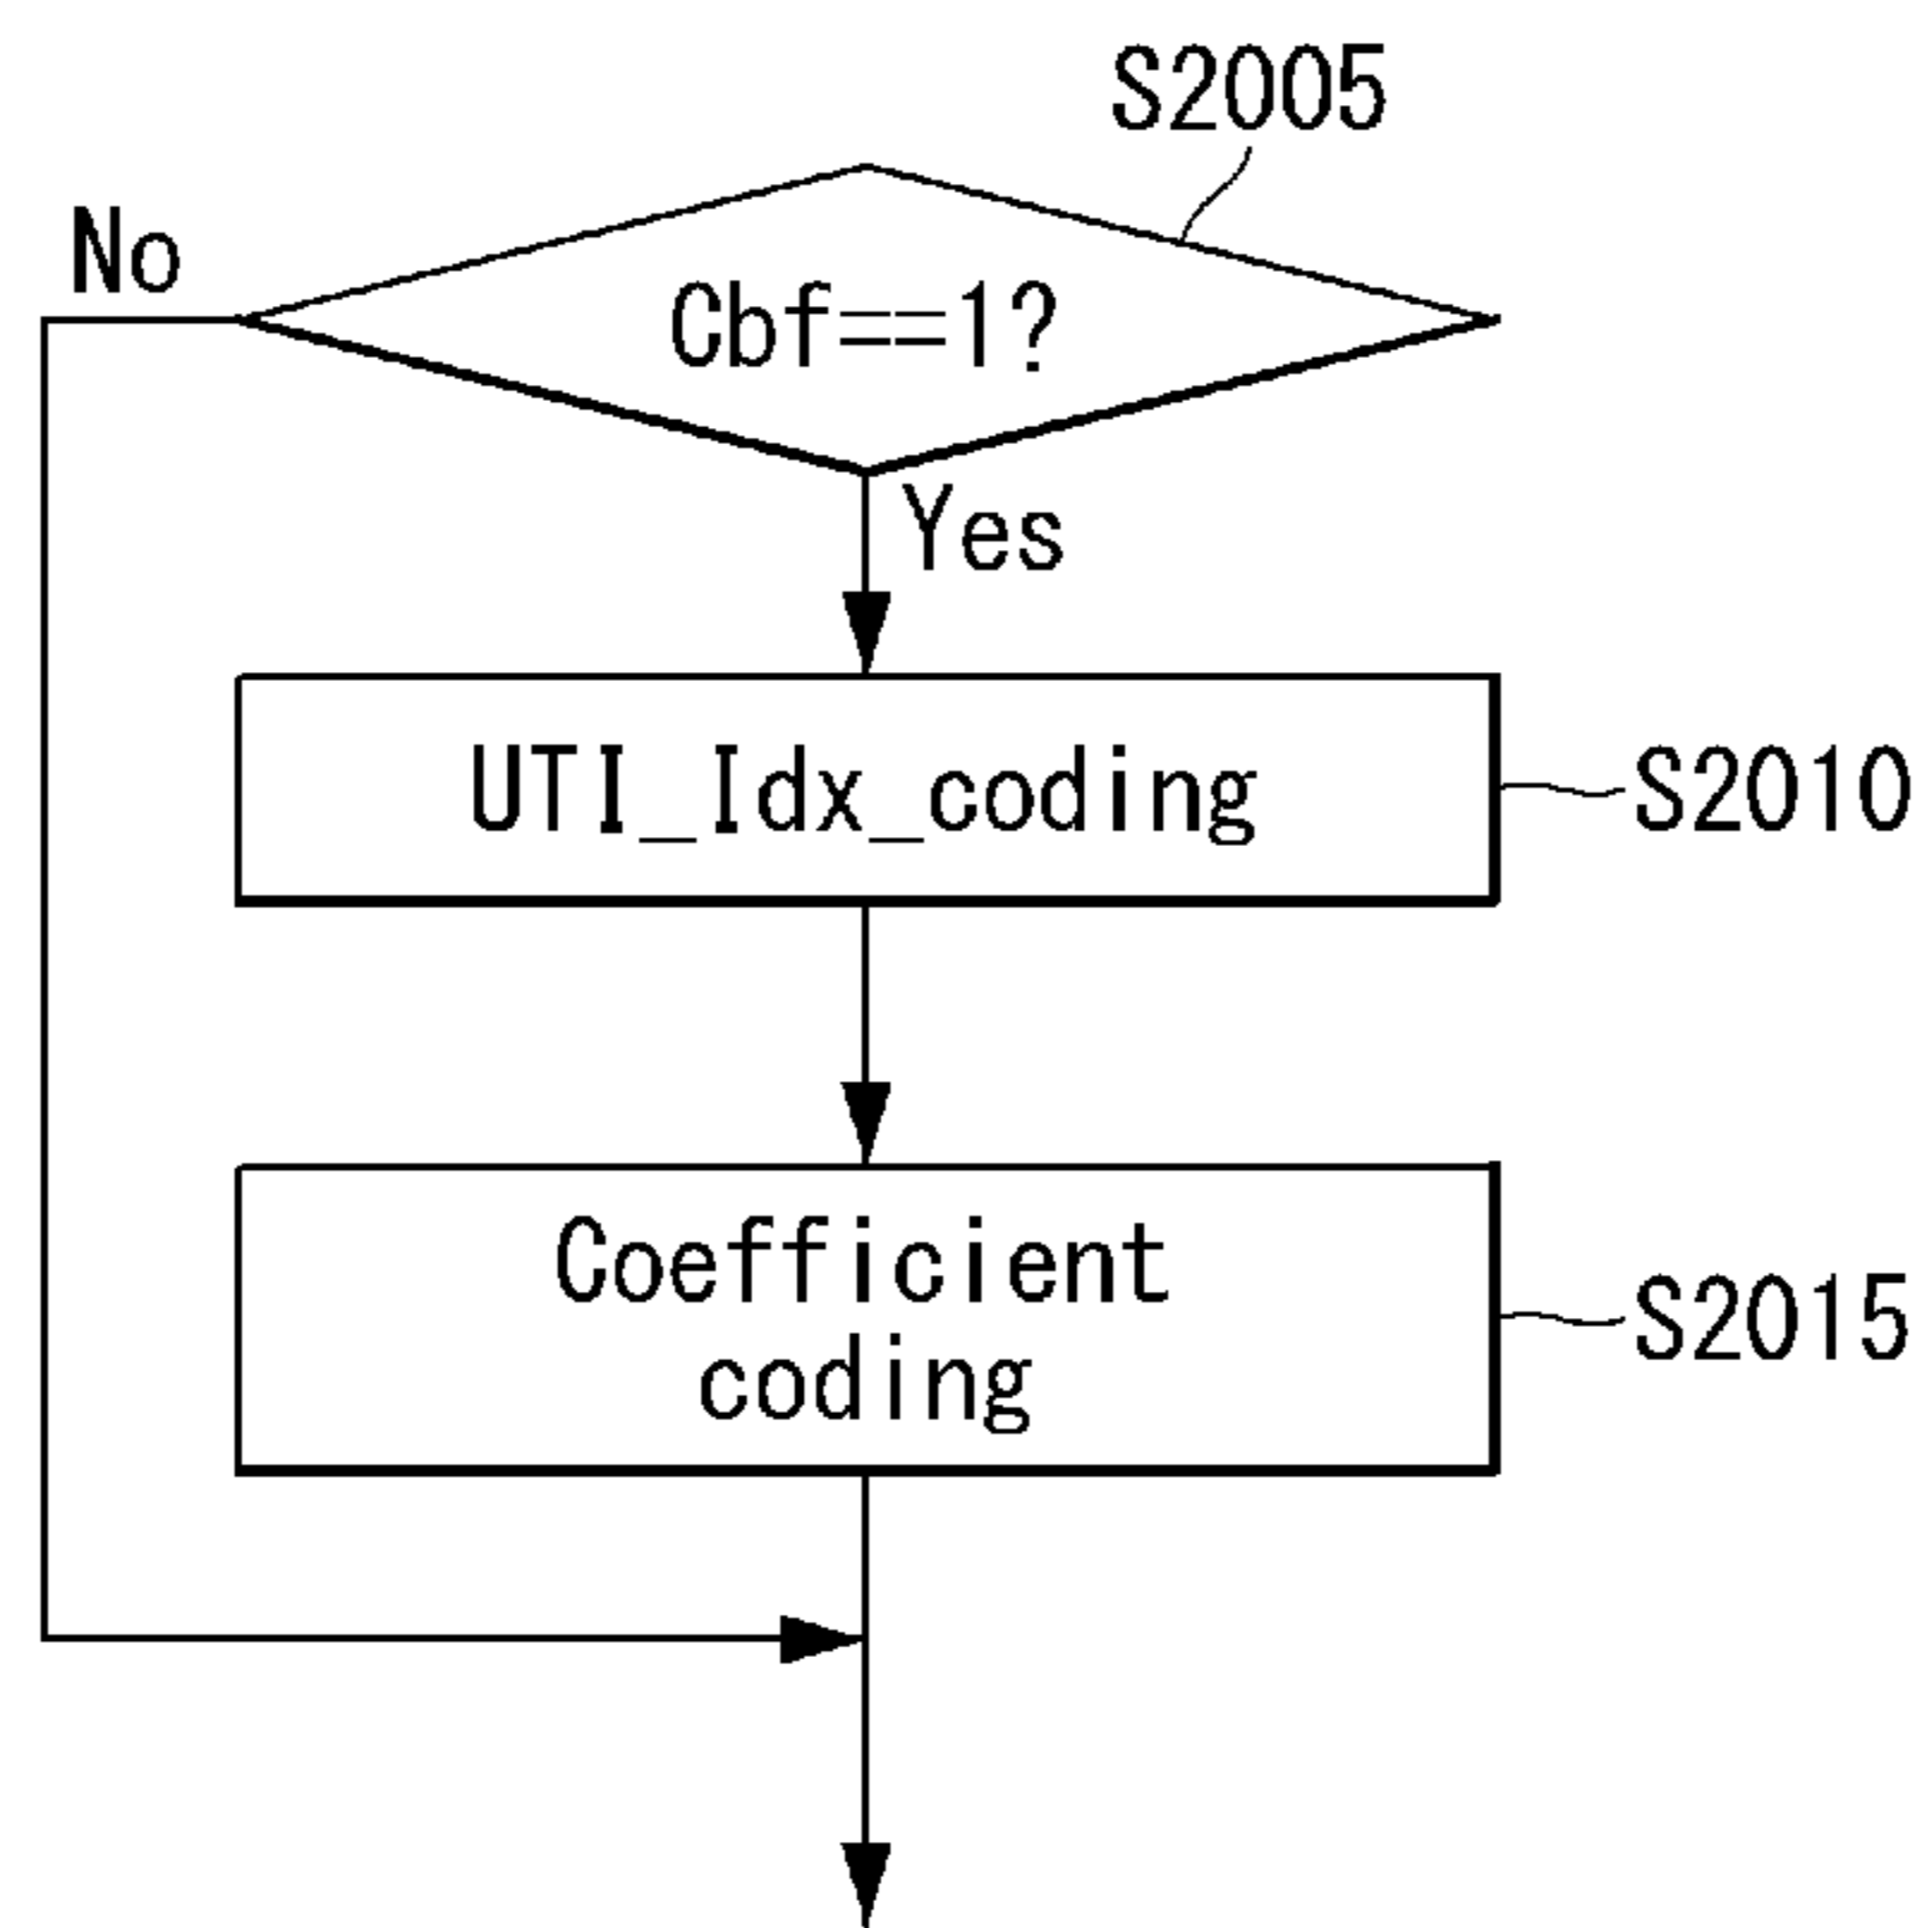 S2005
No
Cbf==1?
Yes
UTI_Idx_coding
S2010
Coefficient
coding
S2015